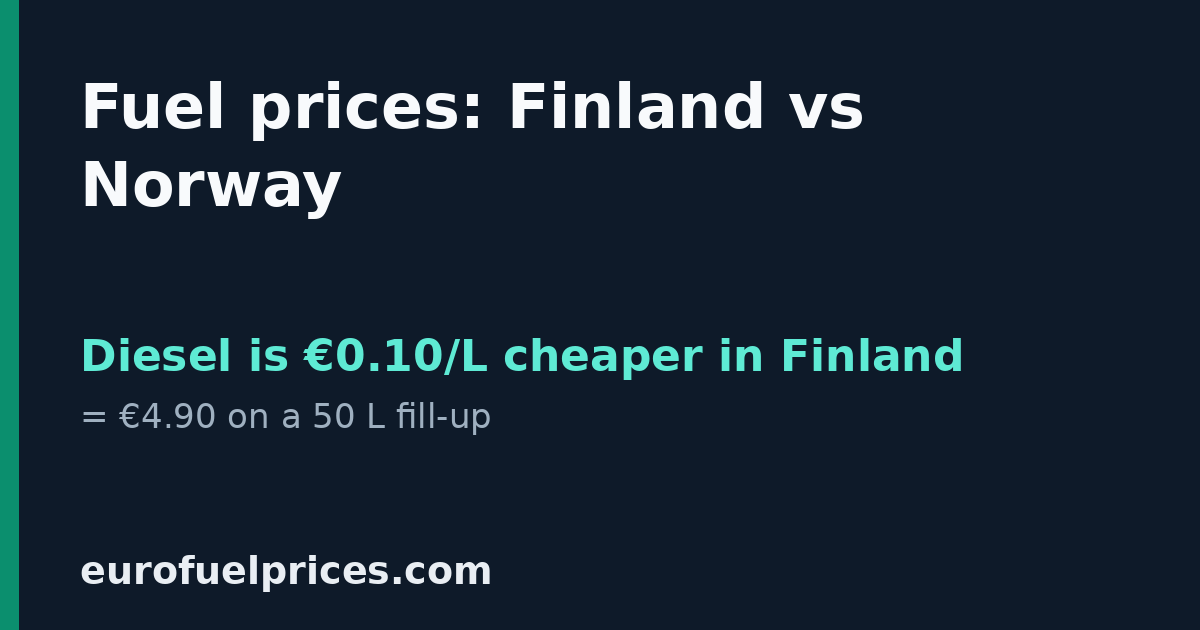 Fuel prices: Finland vs
Norway
Diesel is €0.10/L cheaper in Finland
= €4.90 on a 50 L fill-up
eurofuelprices.com